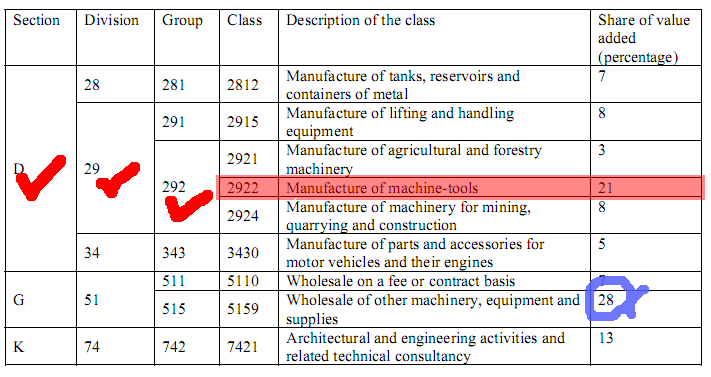 Section Division Group Class Description of the class Share of value added (percentage)
D 28 281 2812 Manufacture of tanks, reservoirs and containers of metal 7
29 291 2915 Manufacture of lifting and handling equipment 8
292 2921 Manufacture of agricultural and forestry machinery 3
2922 Manufacture of machine-tools 21
2924 Manufacture of machinery for mining, quarrying and construction 8
34 343 3430 Manufacture of parts and accessories for motor vehicles and their engines 5
G 51 511 5110 Wholesale on a fee or contract basis 7
515 5159 Wholesale of other machinery, equipment and supplies 28
K 74 742 7421 Architectural and engineering activities and related technical consultancy 13